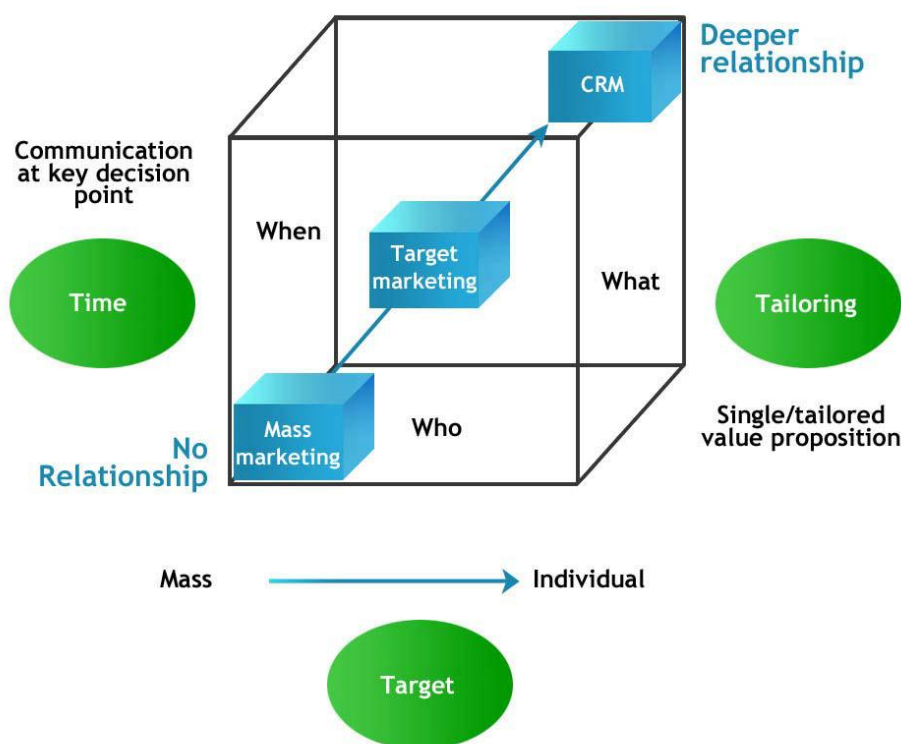 Deeper
relationship
CRM
Communication
at key decision
point
When
Target
marketing
What
Time
Tailoring
Mass
marketing
Who
No
Relationship
Single/tailored
value proposition
Mass
Individual
Target